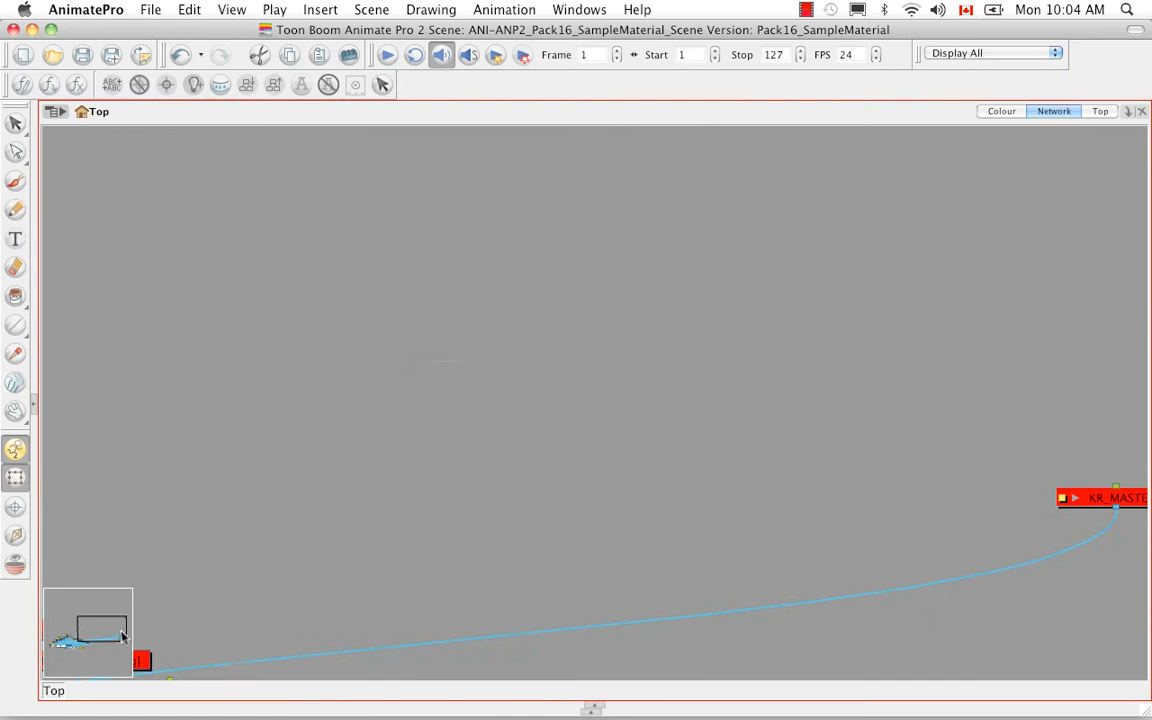 AnimatePro File Edit View Play Insert Scene Drawing Animation Windows Help Mon 10:04 AM
Toon Boom Animate Pro 2 Scene: ANI-ANP2_Pack16_SampleMaterial_Scene Version: Pack16_SampleMaterial
Frame 1 Start 1 Stop 127 FPS 24 Display All
Top Colour Network Top
KR_MASTE
Top